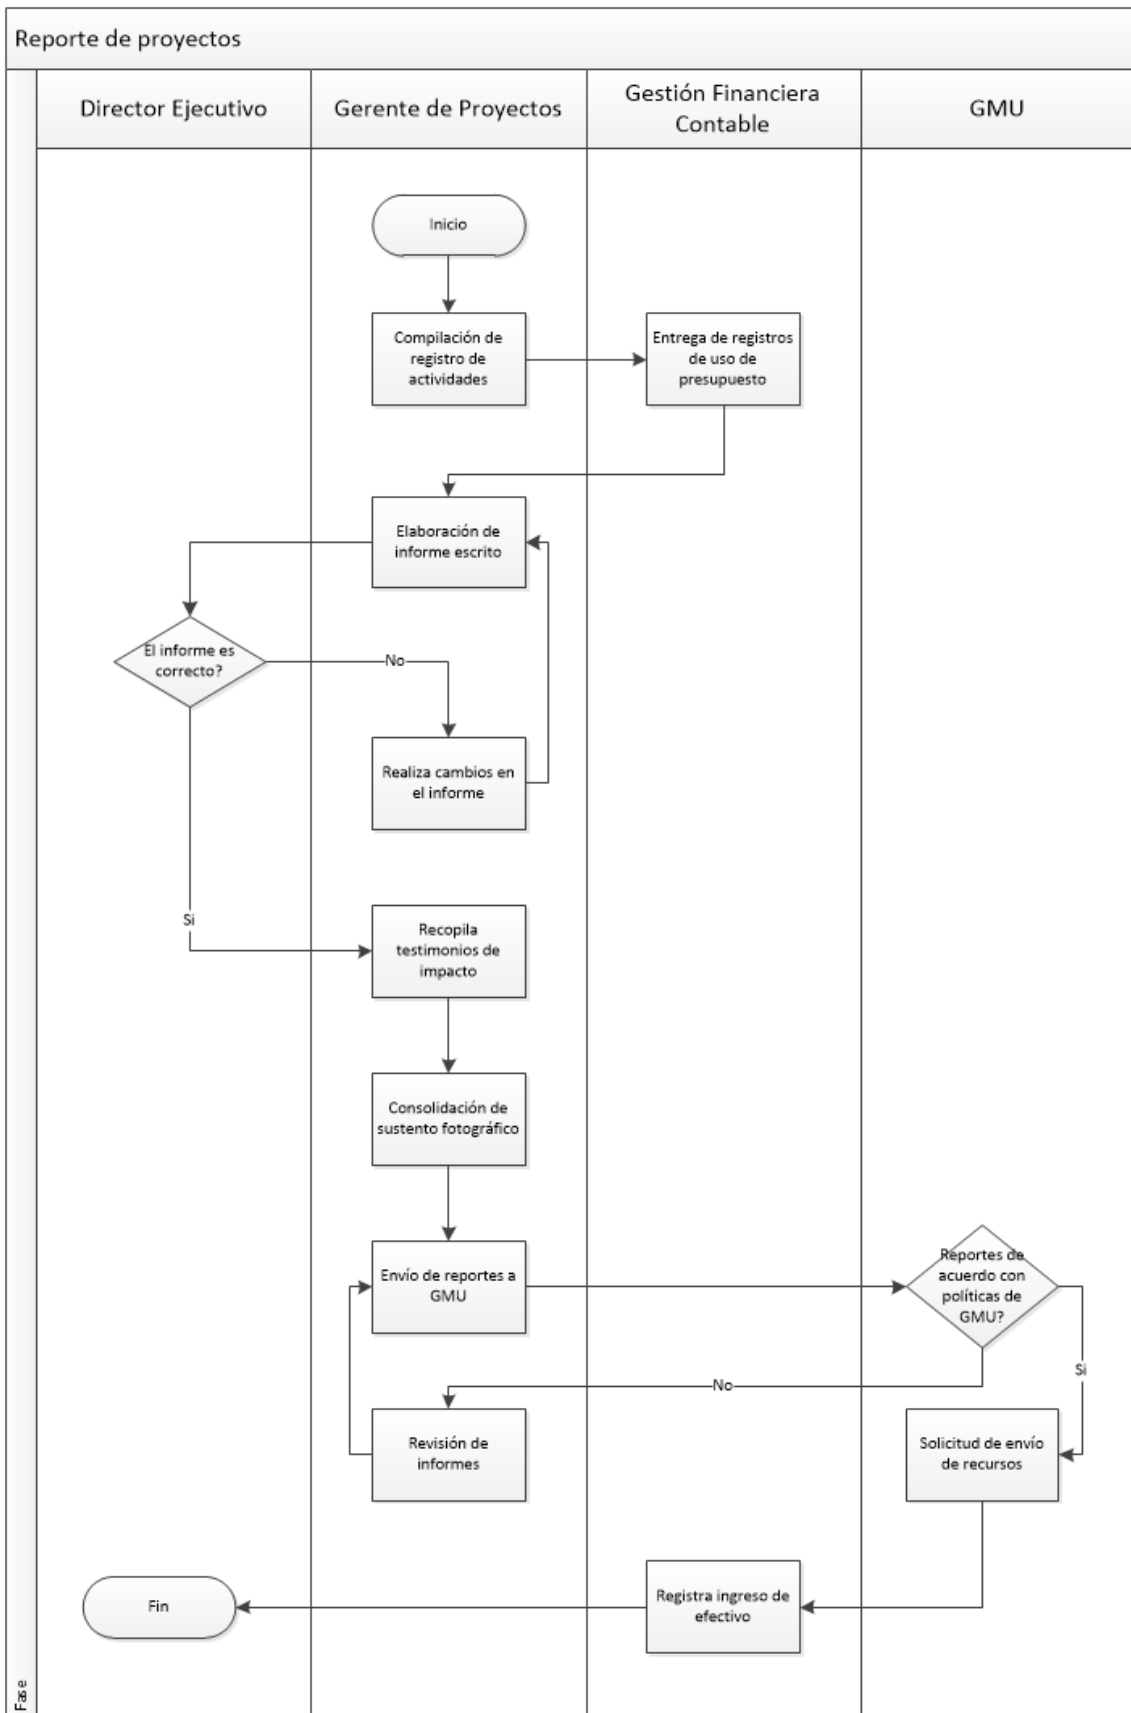 Reporte de proyectos
Director Ejecutivo
Gerente de Proyectos
Gestión Financiera
Contable
GMU
Inicio
Compilación de
registro de
actividades
Entrega de registros
de uso de
presupuesto
Elaboración de
informe escrito
El informe es
correcto?
No
Realiza cambios en
el informe
Si
Recopila
testimonios de
impacto
Consolidación de
sustento fotográfico
Envío de reportes a
GMU
Reportes de
acuerdo con
políticas de
GMU?
No
Si
Revisión de
informes
Solicitud de envío
de recursos
Registra ingreso de
efectivo
Fin
Fase